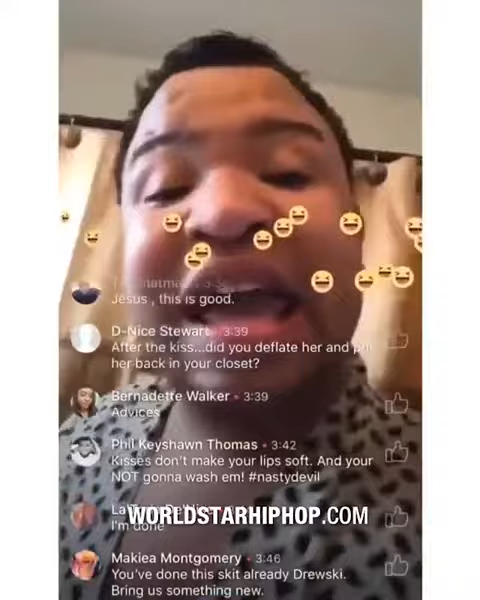 Jesus , this is good.
D-Nice Stewart • 3:39
After the kiss...did you deflate her and
her back in your closet?
Bernadette Walker • 3:39
Advices
Phil Keyshawn Thomas • 3:42
Kisses don't make your lips soft. And your
NOT gonna wash em! #nastydevil
I'm done
WORLDSTARHIPHOP.COM
Makiea Montgomery • 3:46
You've done this skit already Drewski.
Bring us something new.